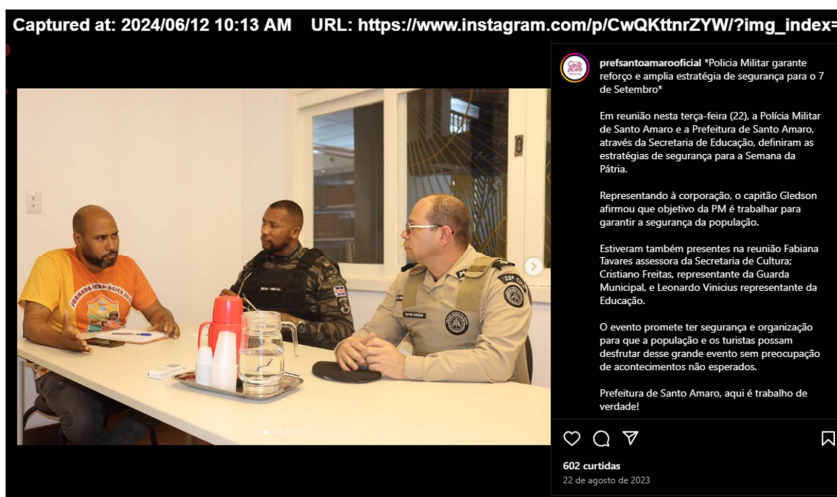 Captured at: 2024/06/12 10:13 AM URL: https://www.instagram.com/p/CwQKttnrZYW/?img_index=
prefsantoamarooficial *Policia Militar garante
reforço e amplia estratégia de segurança para o 7
de Setembro*
Em reunião nesta terça-feira (22), a Polícia Militar
de Santo Amaro e a Prefeitura de Santo Amaro,
através da Secretaria de Educação, definiram as
estratégias de segurança para a Semana da
Pátria.
Representando à corporação, o capitão Gledson
afirmou que objetivo da PM é trabalhar para
garantir a segurança da população.
Estiveram também presentes na reunião Fabiana
Tavares assessora da Secretaria de Cultura;
Cristiano Freitas, representante da Guarda
Municipal, e Leonardo Vinicius representante da
Educação.
O evento promete ter segurança e organização
para que a população e os turistas possam
desfrutar desse grande evento sem preocupação
de acontecimentos não esperados.
Prefeitura de Santo Amaro, aqui é trabalho de
verdade!
602 curtidas
22 de agosto de 2023